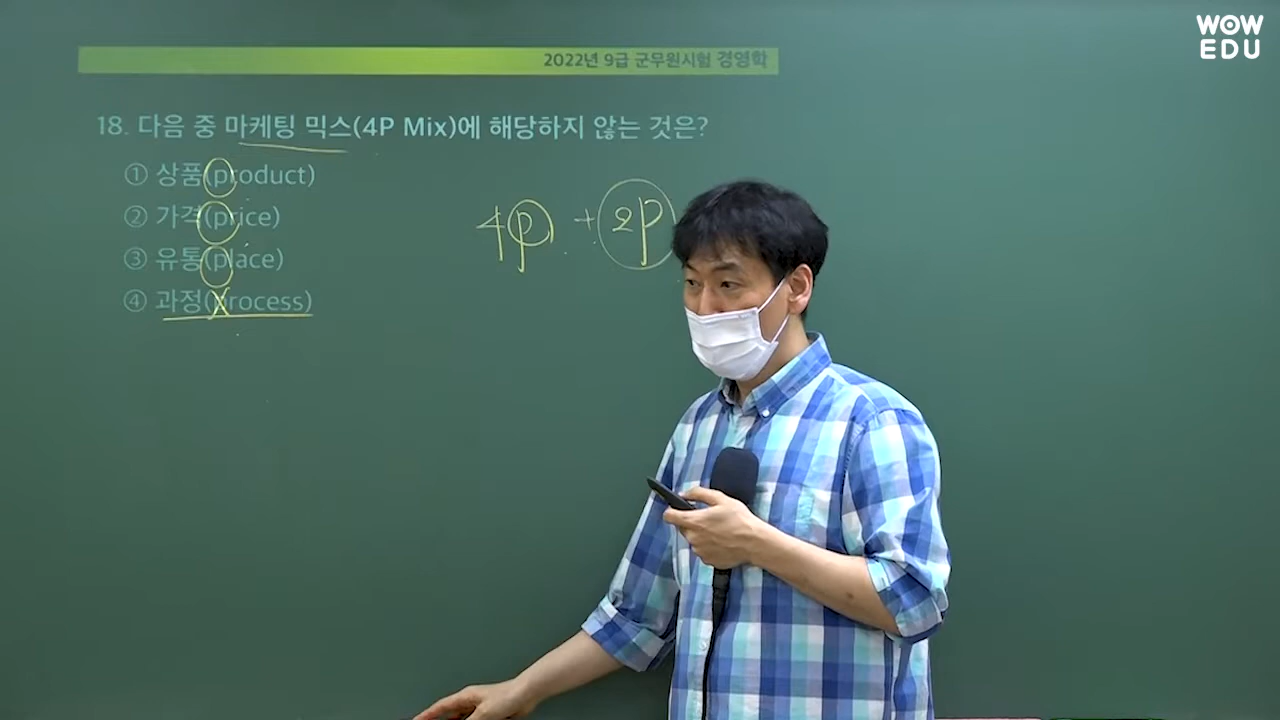 WOW
EDU
2022년 9급 군무원시험 경영학
18. 다음 중 마케팅 믹스(4P Mix)에 해당하지 않는 것은?
① 상품(product)
② 가격(price)
③ 유통(place)
④ 과정(process)
4p + 2p